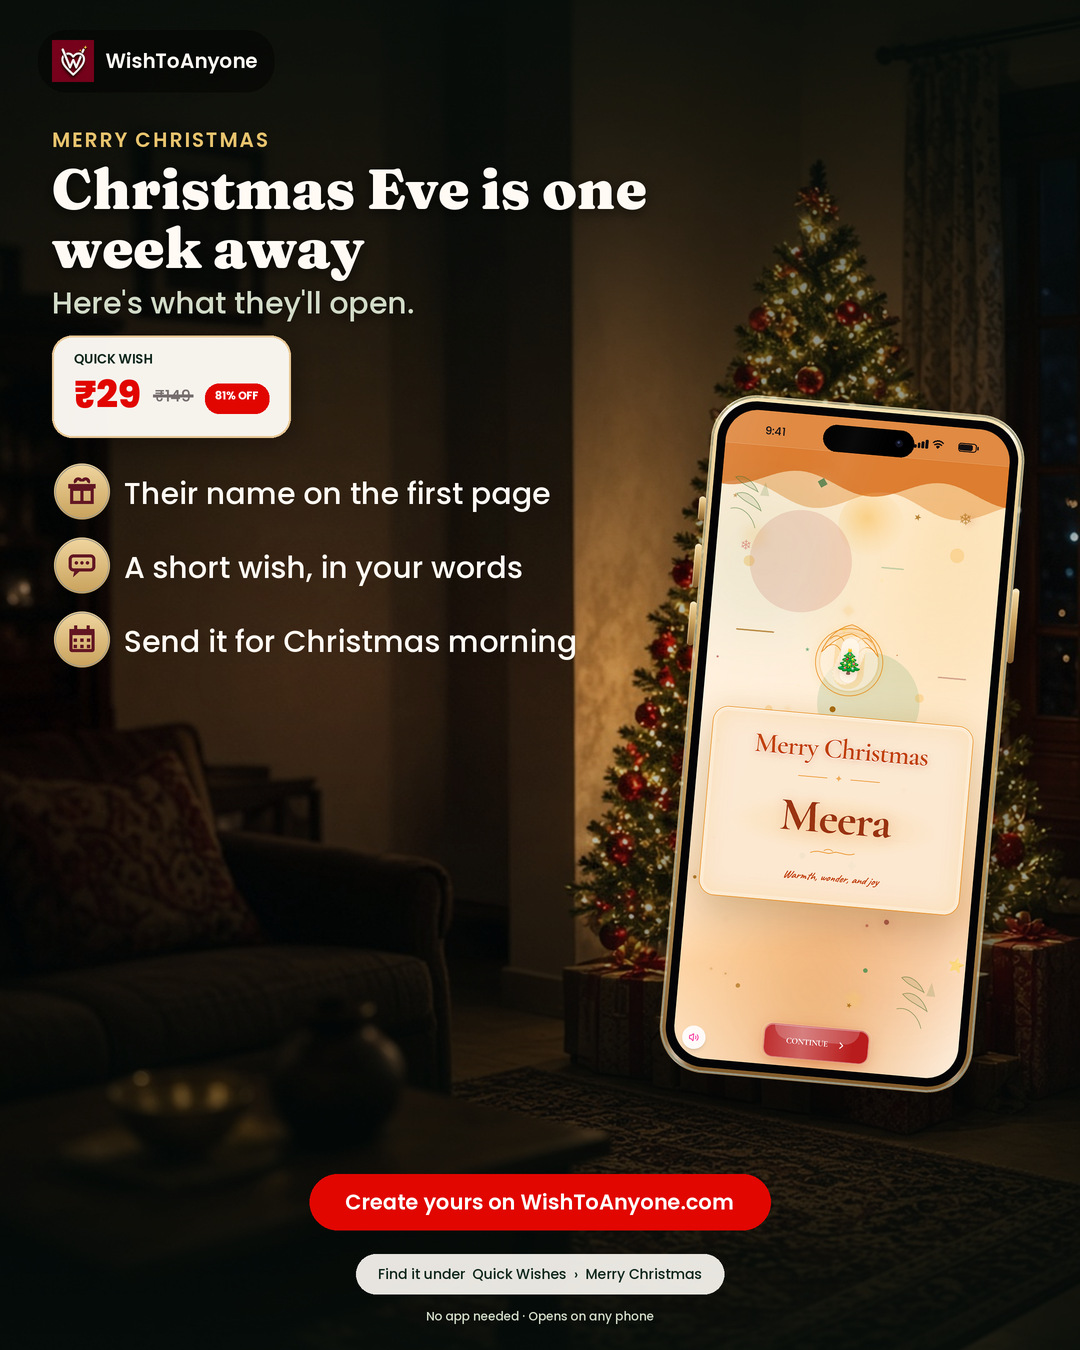 WishToAnyone
MERRY CHRISTMAS
Christmas Eve is one
week away
Here's what they'll open.
QUICK WISH
₹29 ₹149 81% OFF
Their name on the first page
A short wish, in your words
Send it for Christmas morning
9:41
Merry Christmas
Meera
Warmth, wonder, and joy
CONTINUE ›
Create yours on WishToAnyone.com
Find it under Quick Wishes › Merry Christmas
No app needed · Opens on any phone